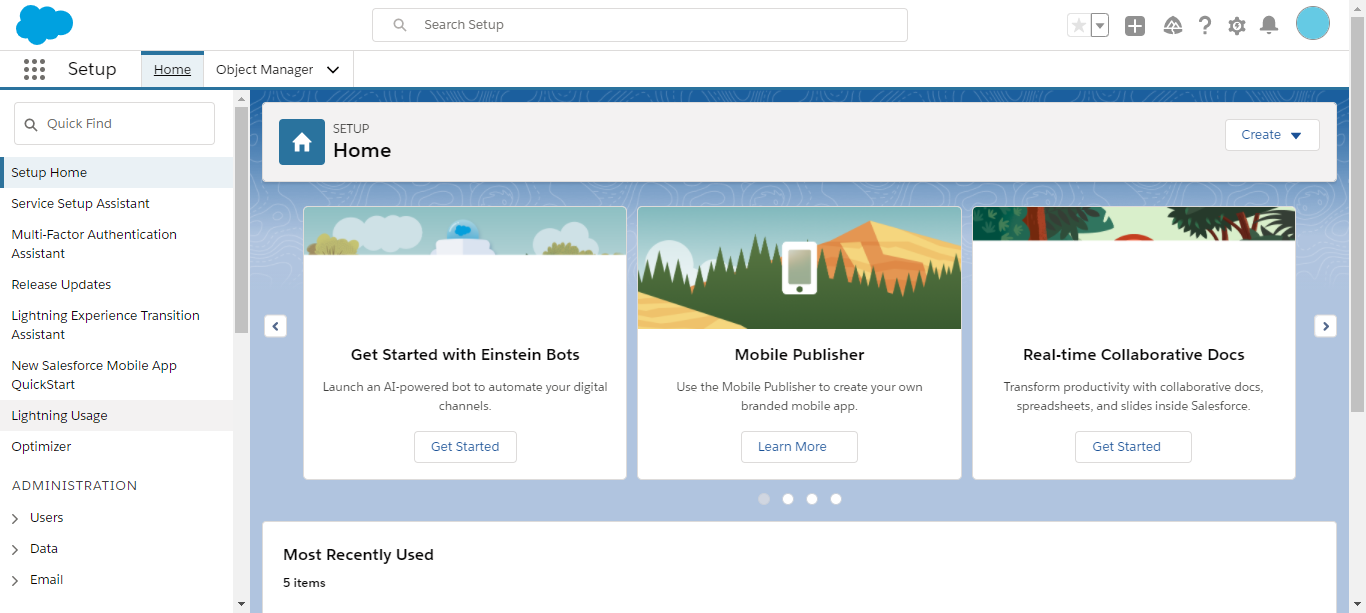 Search Setup
Setup
Home
Object Manager
Quick Find
Setup Home
Service Setup Assistant
Multi-Factor Authentication
Assistant
Release Updates
Lightning Experience Transition
Assistant
New Salesforce Mobile App
QuickStart
Lightning Usage
Optimizer
ADMINISTRATION
Users
Data
Email
SETUP
Home
Create
Get Started with Einstein Bots
Launch an AI-powered bot to automate your digital
channels.
Get Started
Mobile Publisher
Use the Mobile Publisher to create your own
branded mobile app.
Learn More
Real-time Collaborative Docs
Transform productivity with collaborative docs,
spreadsheets, and slides inside Salesforce.
Get Started
Most Recently Used
5 items